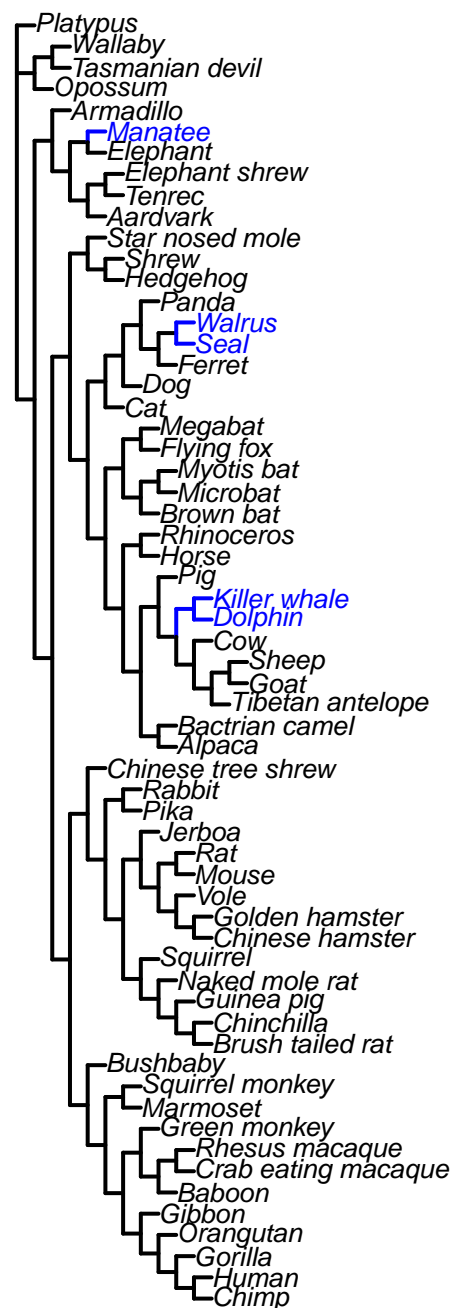 Platypus
Wallaby
Tasmanian devil
Opossum
Armadillo
Manatee
Elephant
Elephant shrew
Tenrec
Aardvark
Star nosed mole
Shrew
Hedgehog
Panda
Walrus
Seal
Ferret
Dog
Cat
Megabat
Flying fox
Myotis bat
Microbat
Brown bat
Rhinoceros
Horse
Pig
Killer whale
Dolphin
Cow
Sheep
Goat
Tibetan antelope
Bactrian camel
Alpaca
Chinese tree shrew
Rabbit
Pika
Jerboa
Rat
Mouse
Vole
Golden hamster
Chinese hamster
Squirrel
Naked mole rat
Guinea pig
Chinchilla
Brush tailed rat
Bushbaby
Squirrel monkey
Marmoset
Green monkey
Rhesus macaque
Crab eating macaque
Baboon
Gibbon
Orangutan
Gorilla
Human
Chimp